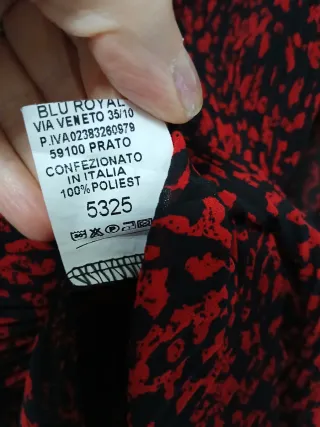 BLU ROYAL
VIA VENETO 35/10
P.IVA02383260979
59100 PRATO
CONFEZIONATO
IN ITALIA
100% POLIEST
5325